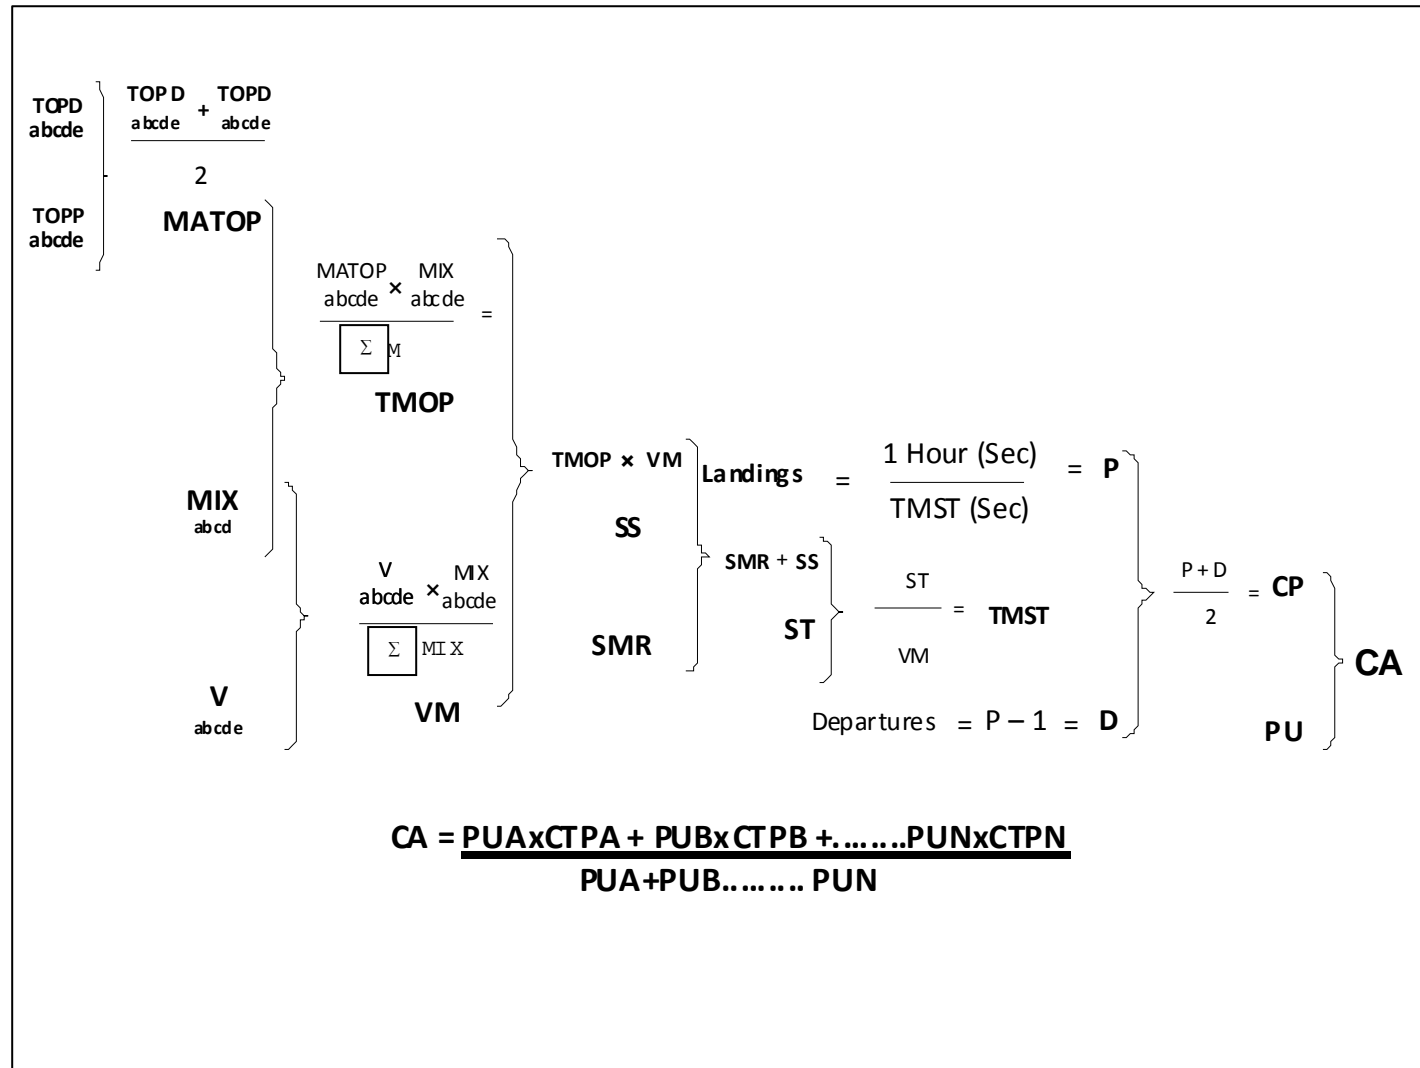 TOPD
abcde
TOPD + TOPD
abcde abcde
2
TOPP
abcde
MATOP
MATOP × MIX
abcde abcde
=
Σ M
TMOP
MIX
abcd
V × MIX
abcde abcde
Σ MIX
V
abcde
VM
TMOP × VM
SS
SMR
Landings = 1 Hour (Sec) = P
TMST (Sec)
SMR + SS
ST
ST = TMST
VM
Departures = P – 1 = D
P + D = CP
2
PU
CA
CA = PUAxCTPA + PUBxCTPB +........PUNxCTPN
PUA+PUB......... PUN